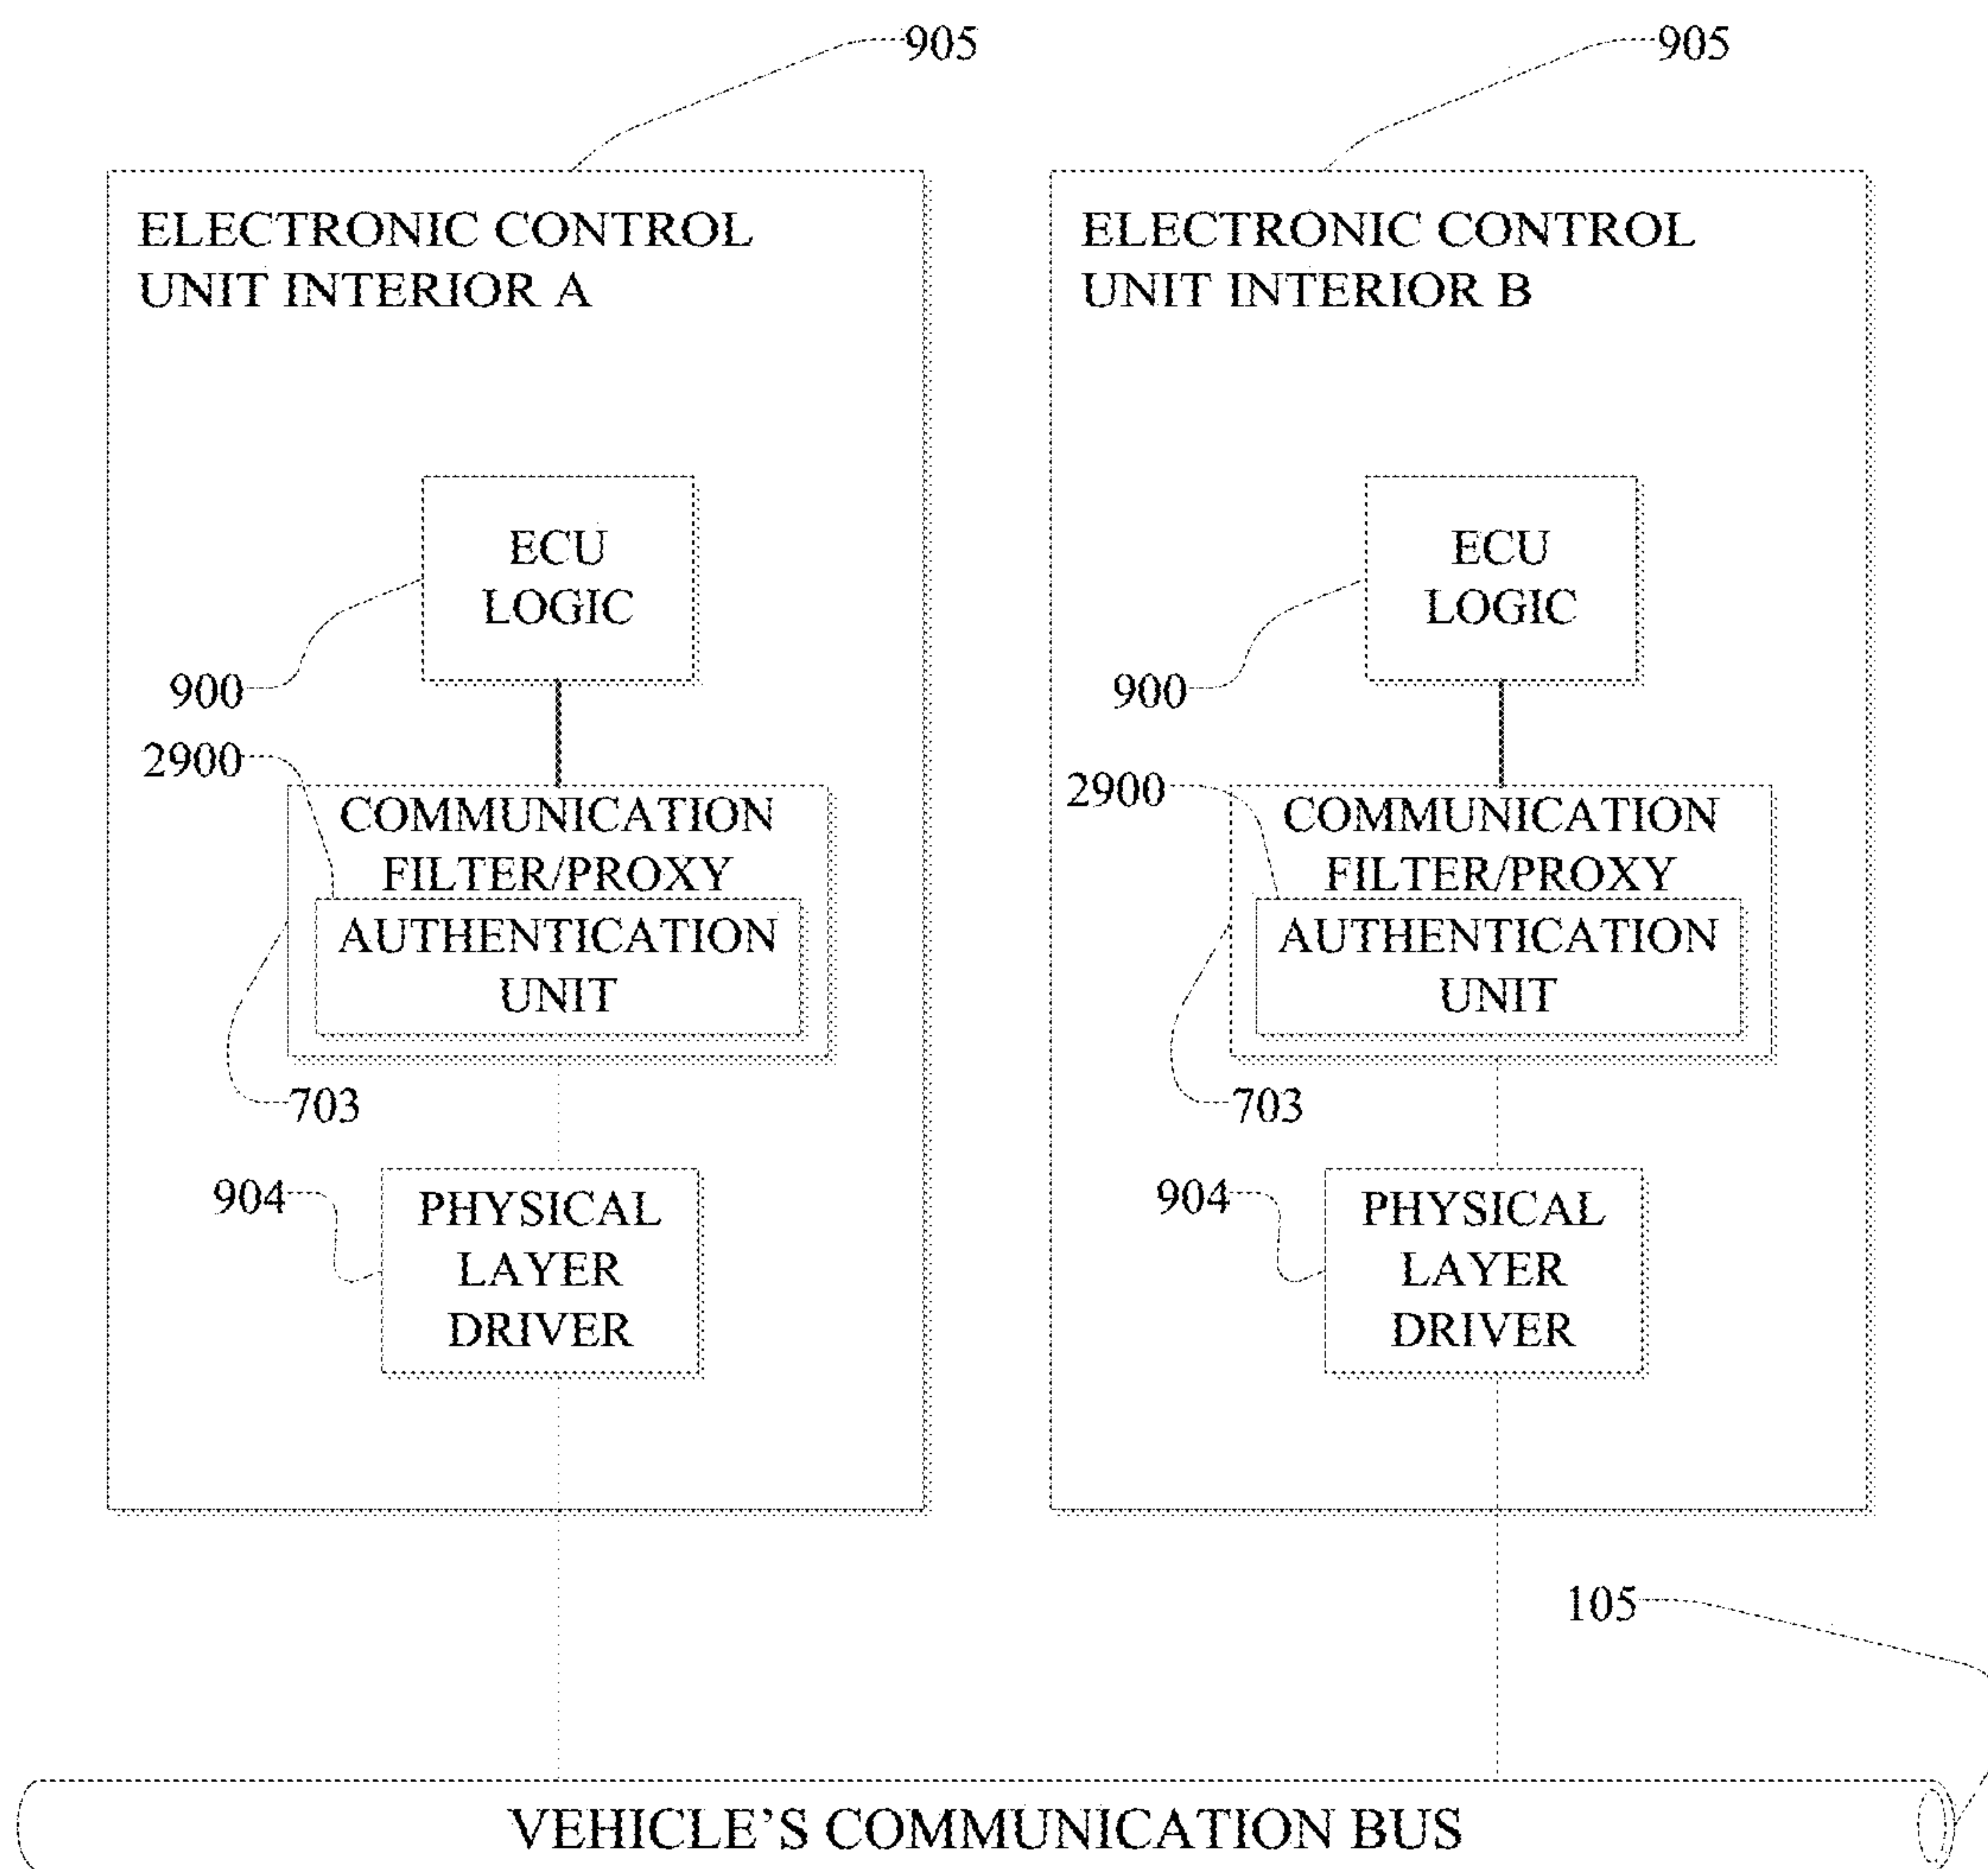 905
905
ELECTRONIC CONTROL
UNIT INTERIOR A
ELECTRONIC CONTROL
UNIT INTERIOR B
ECU
LOGIC
ECU
LOGIC
900
900
2900
2900
COMMUNICATION
FILTER/PROXY
COMMUNICATION
FILTER/PROXY
AUTHENTICATION
UNIT
AUTHENTICATION
UNIT
703
703
904
904
PHYSICAL
LAYER
DRIVER
PHYSICAL
LAYER
DRIVER
105
VEHICLE'S COMMUNICATION BUS